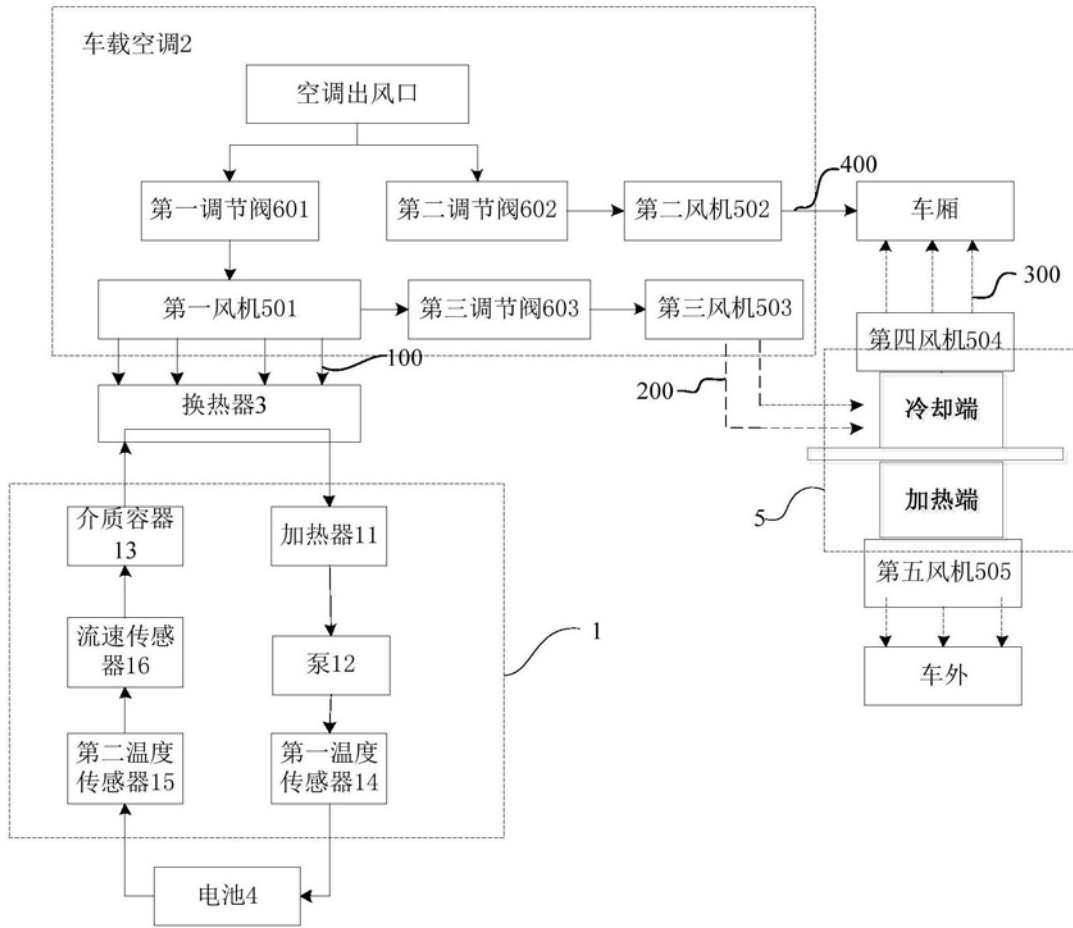 车载空调2
空调出风口
400
第一调节阀601
第二调节阀602
第二风机502
车厢
300
第一风机501
第三调节阀603
第三风机503
第四风机504
100
200
换热器3
冷却端
5
加热端
介质容器
13
加热器11
第五风机505
流速传感
器16
泵12
1
车外
第二温度
传感器15
第一温度
传感器14
电池4